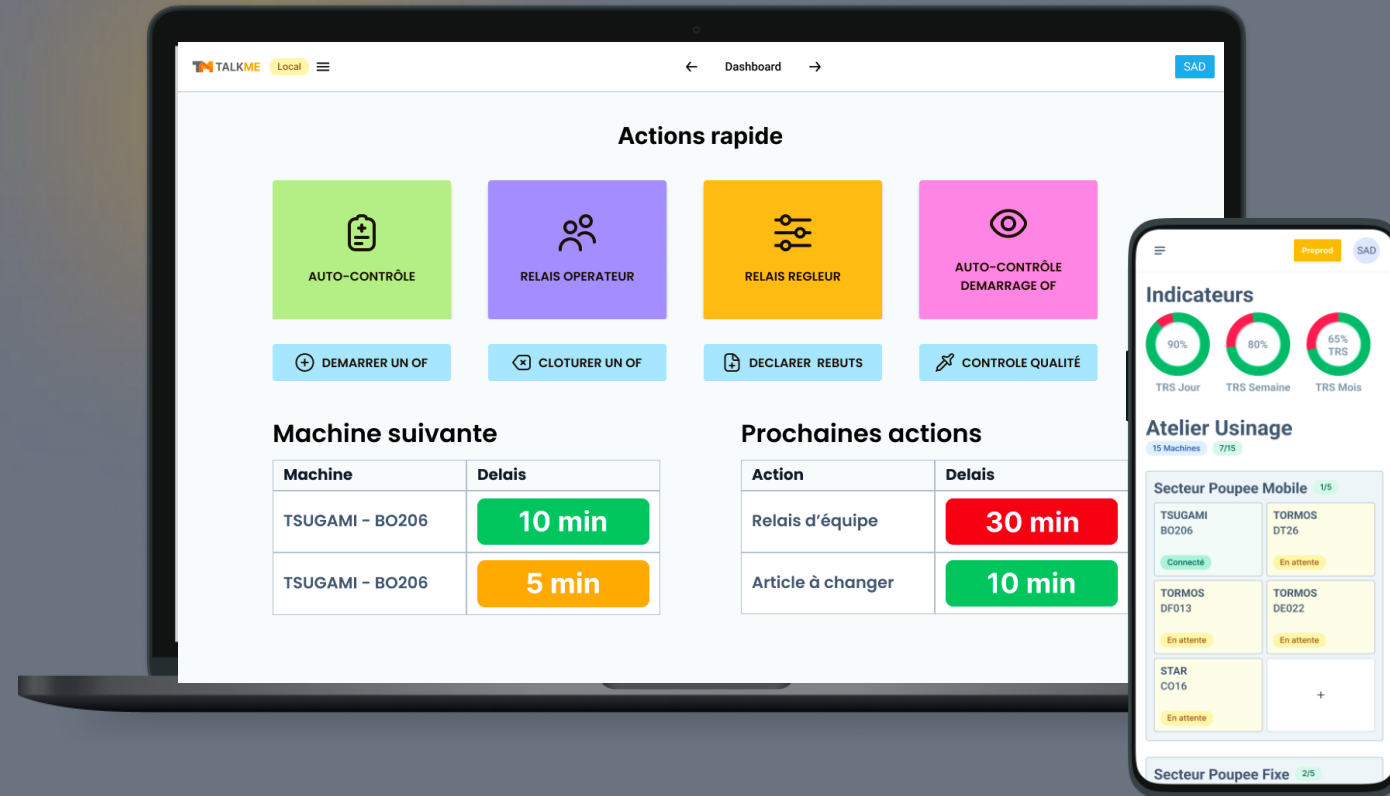 TM TALKME Local
Dashboard
SAD
Actions rapide
AUTO-CONTRÔLE
RELAIS OPERATEUR
RELAIS REGLEUR
AUTO-CONTRÔLE
DEMARRAGE OF
DEMARRER UN OF
CLOTURER UN OF
DECLARER REBUTS
CONTROLE QUALITÉ
Machine suivante
Machine Delais
TSUGAMI - BO206 10 min
TSUGAMI - BO206 5 min
Prochaines actions
Action Delais
Relais d’équipe 30 min
Article à changer 10 min
Preprod SAD
Indicateurs
90%
80%
65%
TRS
TRS Jour TRS Semaine TRS Mois
Atelier Usinage
15 Machines 7/15
Secteur Poupee Mobile 1/5
TSUGAMI
BO206
Connecté
TORMOS
DT26
En attente
TORMOS
DF013
En attente
TORMOS
DE022
En attente
STAR
CO16
En attente
+
Secteur Poupee Fixe 2/5